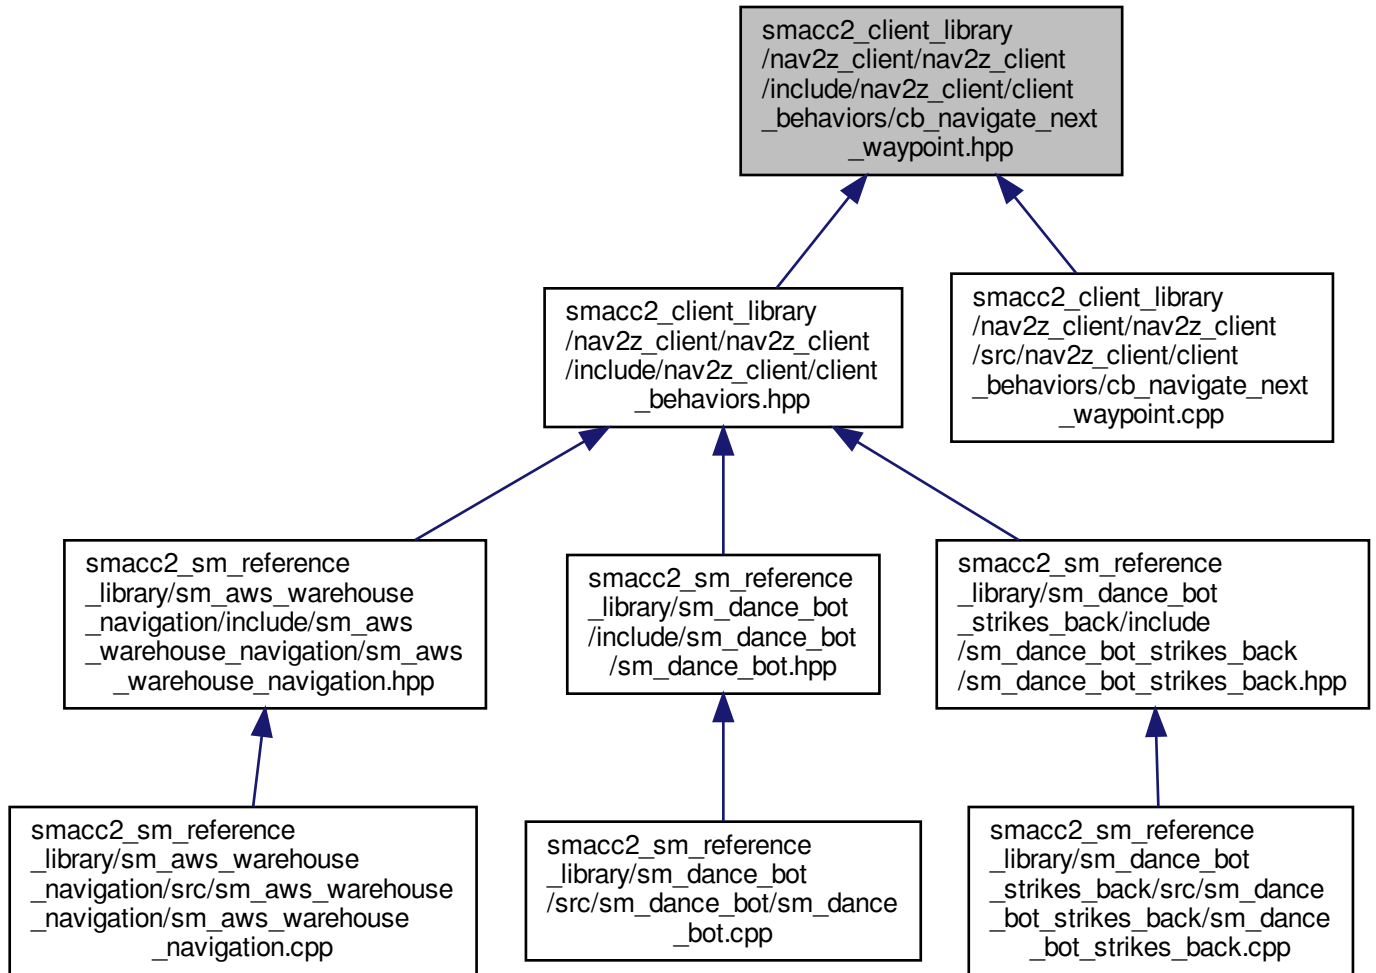 smacc2_client_library
/nav2z_client/nav2z_client
/include/nav2z_client/client
_behaviors/cb_navigate_next
_waypoint.hpp
smacc2_client_library
/nav2z_client/nav2z_client
/include/nav2z_client/client
_behaviors.hpp
smacc2_client_library
/nav2z_client/nav2z_client
/src/nav2z_client/client
_behaviors/cb_navigate_next
_waypoint.cpp
smacc2_sm_reference
_library/sm_aws_warehouse
_navigation/include/sm_aws
_warehouse_navigation/sm_aws
_warehouse_navigation.hpp
smacc2_sm_reference
_library/sm_dance_bot
/include/sm_dance_bot
/sm_dance_bot.hpp
smacc2_sm_reference
_library/sm_dance_bot
_strikes_back/include
/sm_dance_bot_strikes_back
/sm_dance_bot_strikes_back.hpp
smacc2_sm_reference
_library/sm_aws_warehouse
_navigation/src/sm_aws_warehouse
_navigation/sm_aws_warehouse
_navigation.cpp
smacc2_sm_reference
_library/sm_dance_bot
/src/sm_dance_bot/sm_dance
_bot.cpp
smacc2_sm_reference
_library/sm_dance_bot
_strikes_back/src/sm_dance
_bot_strikes_back/sm_dance
_bot_strikes_back.cpp